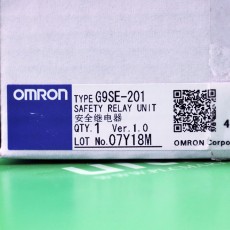 OMRON
TYPE G9SE-201
SAFETY RELAY UNIT
安全继电器
QTY. 1 Ver.1.0
LOT No. 07Y18M
OMRON Corpo
4